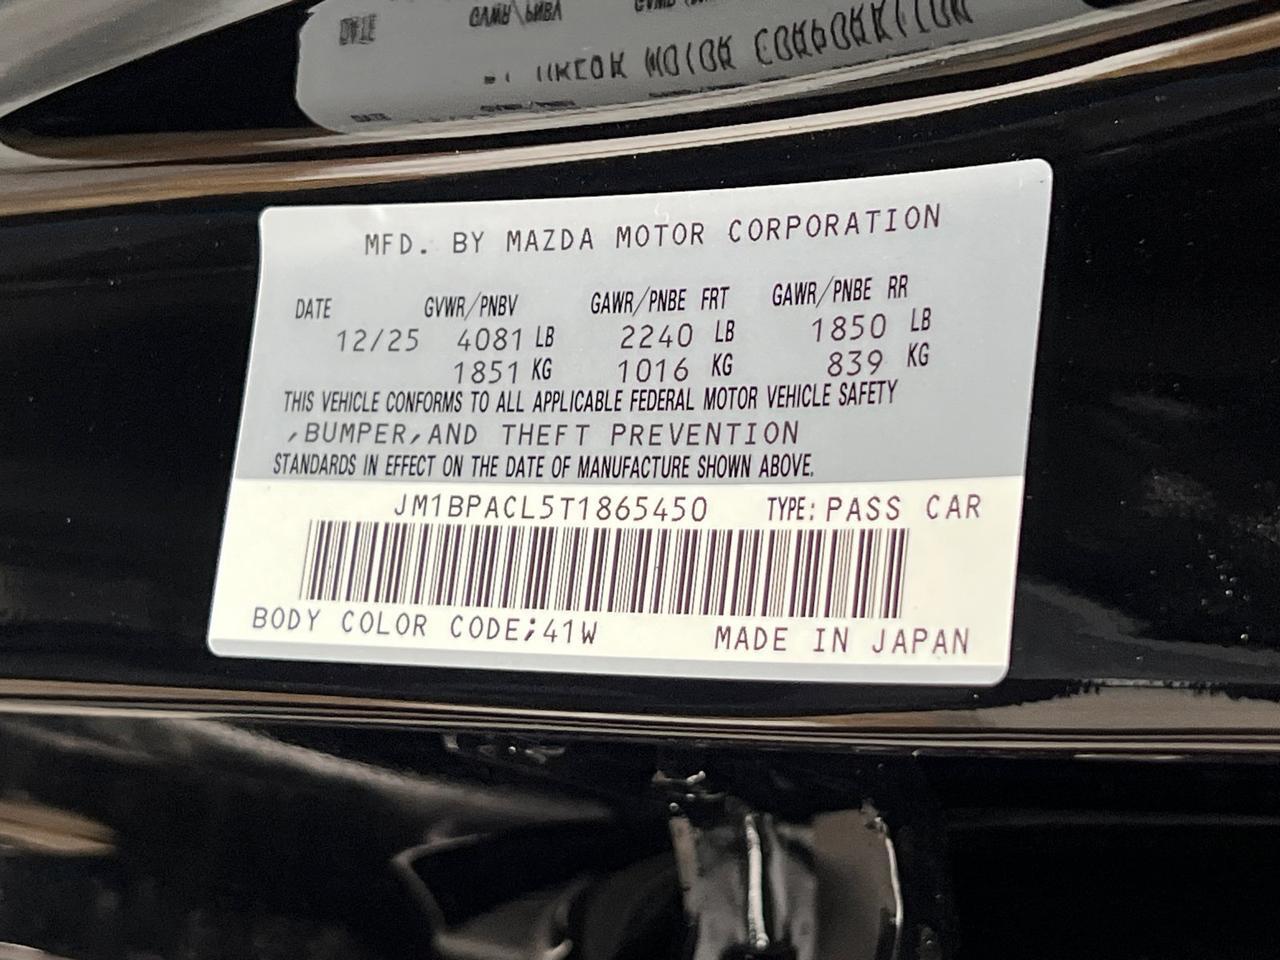 MOTOR CORPORATION
MFD. BY MAZDA MOTOR CORPORATION
DATE GVWR/PNBV GAWR/PNBE FRT GAWR/PNBE RR
12/25 4081 LB 2240 LB 1850 LB
1851 KG 1016 KG 839 KG
THIS VEHICLE CONFORMS TO ALL APPLICABLE FEDERAL MOTOR VEHICLE SAFETY
,BUMPER,AND THEFT PREVENTION
STANDARDS IN EFFECT ON THE DATE OF MANUFACTURE SHOWN ABOVE.
JM1BPACL5T1865450 TYPE: PASS CAR
BODY COLOR CODE;41W MADE IN JAPAN